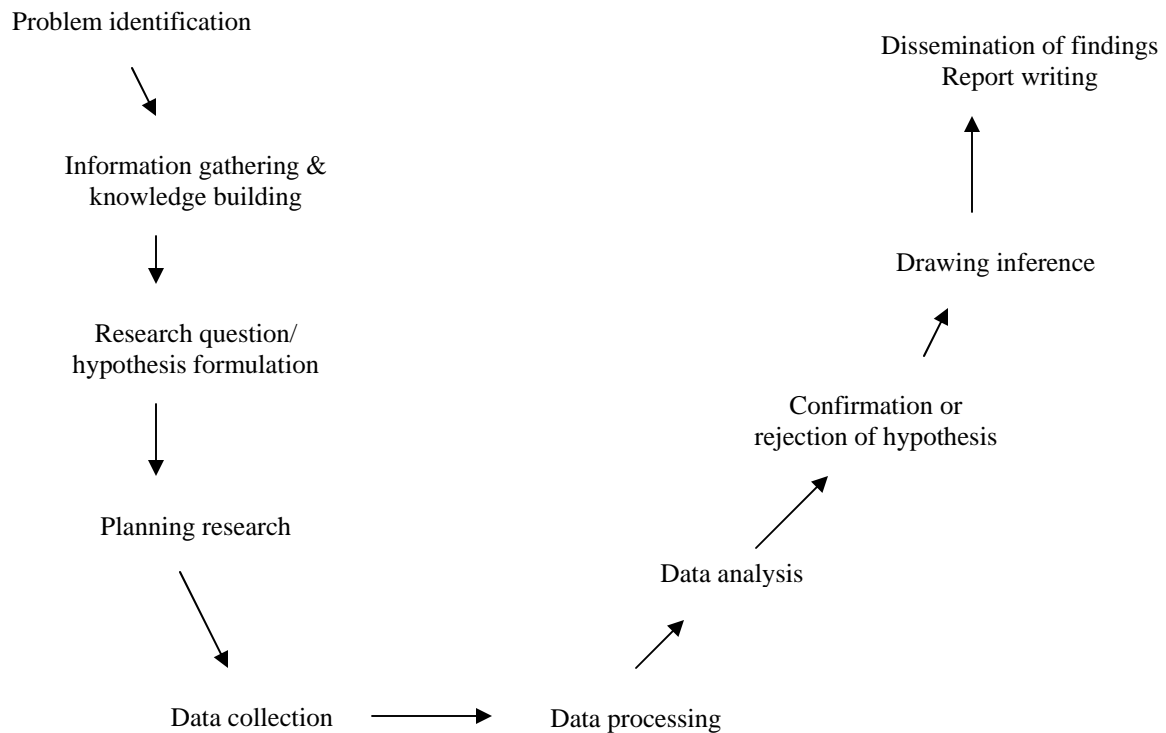 Problem identification
Information gathering &
knowledge building
Research question/
hypothesis formulation
Planning research
Data collection
Data processing
Data analysis
Confirmation or
rejection of hypothesis
Drawing inference
Dissemination of findings
Report writing